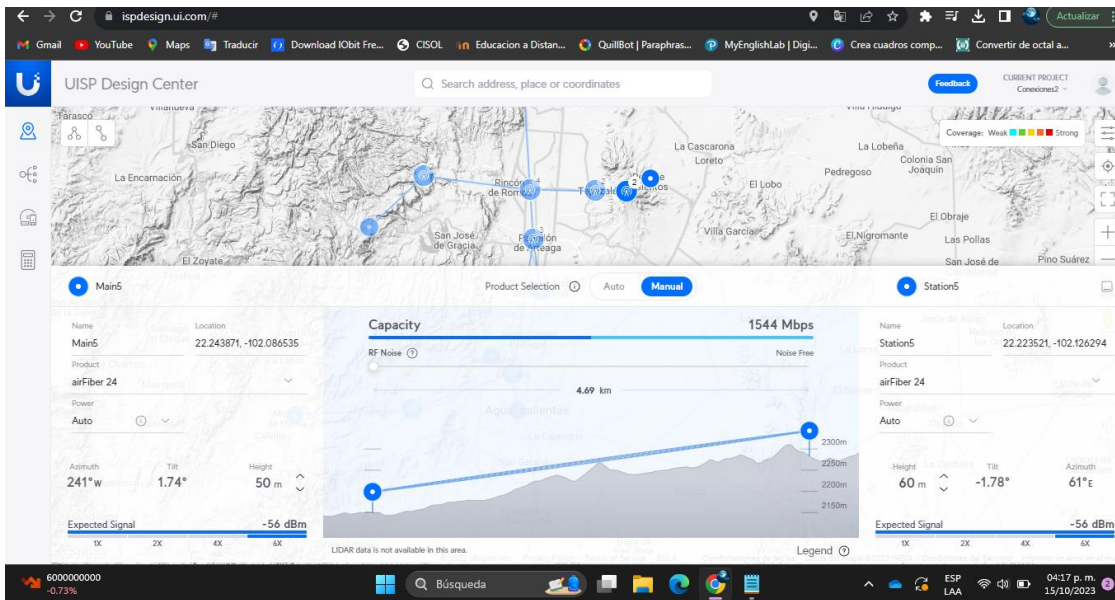 ispdesign.ui.com/#
Actualizar
Gmail YouTube Maps Traducir Download IObit Fre... CISOL Educacion a Distan... QuillBot | Paraphras... MyEnglishLab | Digi... Crea cuadros comp... Convertir de octal a... »
UISP Design Center
Search address, place or coordinates
Feedback
CURRENT PROJECT
Conexiones2
Tarasco
Villanueva
San Diego
La Encarnación
La Cascarona
Loreto
La Lobeña
Coverage: Weak Strong
Colonia San
Joaquín
Pedregoso
Rincón
de Romo
4
2
El Lobo
El Obraje
San José
de Gracia
3
de Arteaga
Villa García
El Nigromante
Las Pollas
El Zoyate
San José de
Pino Suárez
Main5
Product Selection Auto Manual
Station5
Name Location
Main5 22.243871, -102.086535
Product
airFiber 24
Power
Auto
Azimuth Tilt Height
241°W 1.74° 50 m
Expected Signal -56 dBm
1X 2X 4X 6X
Capacity 1544 Mbps
RF Noise Noise Free
4.69 km
2300m
2250m
2200m
2150m
LIDAR data is not available in this area.
Legend
Name Location
Station5 22.223521, -102.126294
Product
airFiber 24
Power
Auto
Height Tilt Azimuth
60 m -1.78° 61°E
Expected Signal -56 dBm
1X 2X 4X 6X
6000000000
-0.73%
Búsqueda
ESP
LAA
04:17 p. m.
15/10/2023
2